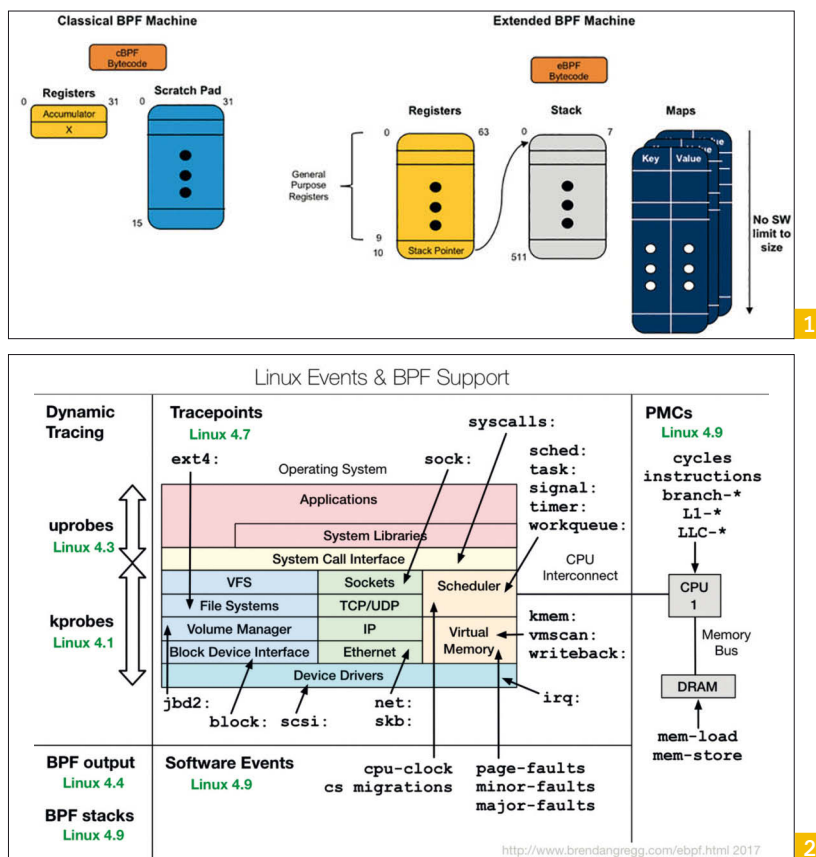 Classical BPF Machine
cBPF
Bytecode
Registers
0
31
Accumulator
X
Scratch Pad
0
31
15
Extended BPF Machine
eBPF
Bytecode
Registers
0
63
General
Purpose
Registers
9
10
Stack Pointer
Stack
0
7
511
Maps
Key
Value
No SW
limit to
size
1
Linux Events & BPF Support
Dynamic
Tracing
uprobes
Linux 4.3
kprobes
Linux 4.1
Tracepoints
Linux 4.7
ext4:
Operating System
sock:
syscalls:
sched:
task:
signal:
timer:
workqueue:
Applications
System Libraries
System Call Interface
VFS
Sockets
Scheduler
File Systems
TCP/UDP
Volume Manager
IP
Virtual
Memory
Block Device Interface
Ethernet
Device Drivers
CPU
Interconnect
kmem:
vmscan:
writeback:
jbd2:
block:
scsi:
net:
skb:
irq:
PMCs
Linux 4.9
cycles
instructions
branch-*
L1-*
LLC-*
CPU
1
Memory
Bus
DRAM
mem-load
mem-store
BPF output
Linux 4.4
BPF stacks
Linux 4.9
Software Events
Linux 4.9
cpu-clock
cs migrations
page-faults
minor-faults
major-faults
http://www.brendangregg.com/ebpf.html 2017
2